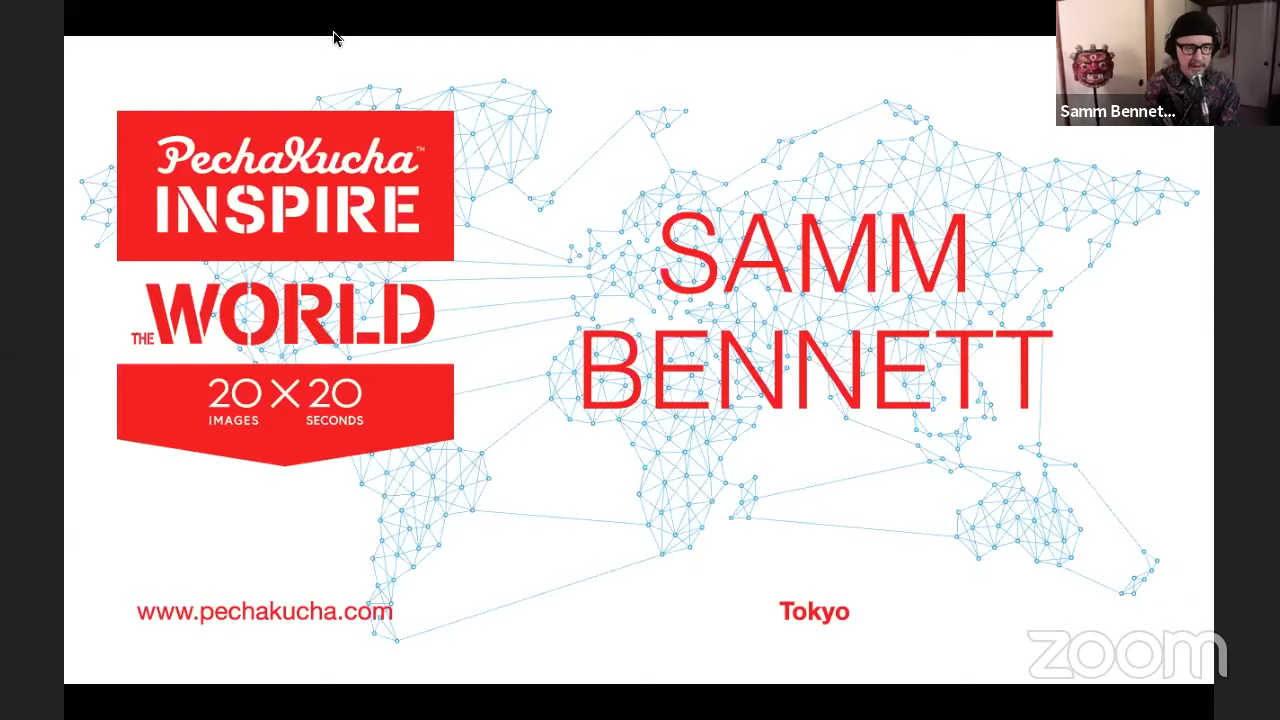 PechaKucha™
INSPIRE
THE WORLD
20 X 20
IMAGES SECONDS
SAMM
BENNETT
www.pechakucha.com
Tokyo
Samm Bennet...
zoom